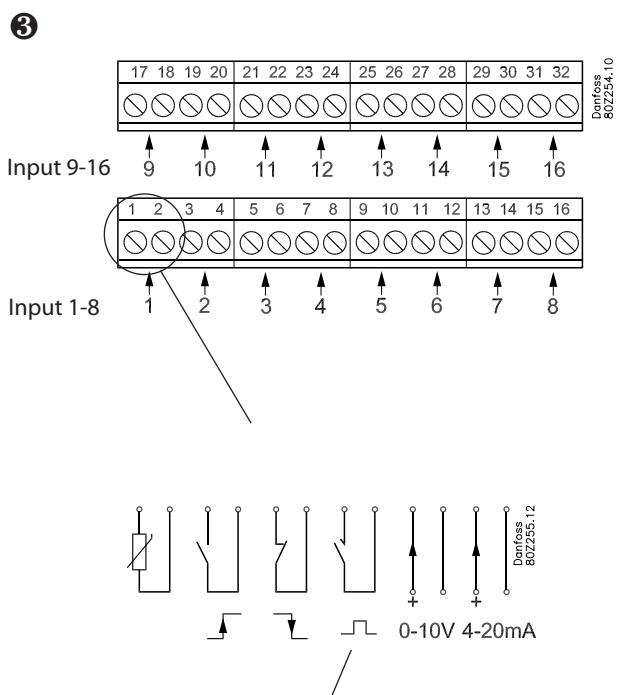 3
17 18 19 20 21 22 23 24 25 26 27 28 29 30 31 32
Danfoss
80Z254.10
Input 9-16 9 10 11 12 13 14 15 16
1 2 3 4 5 6 7 8 9 10 11 12 13 14 15 16
Input 1-8 1 2 3 4 5 6 7 8
Danfoss
80Z255.12
+ +
0-10V 4-20mA